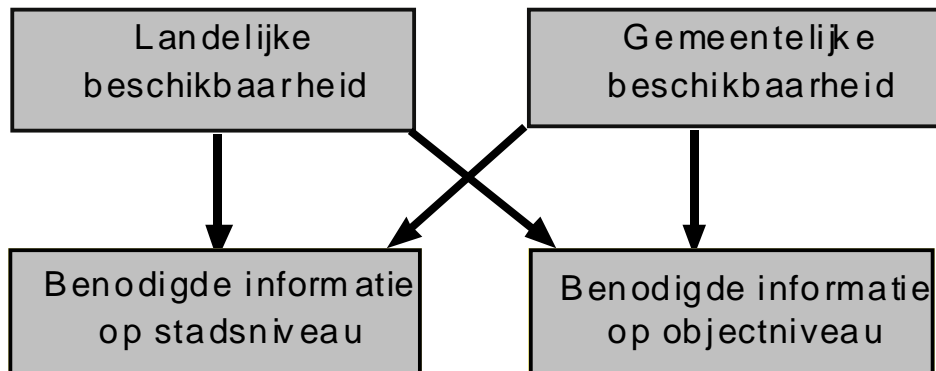 Landelijke
beschikbaarheid
Gemeentelijke
beschikbaarheid
Benodigde informatie
op stadsniveau
Benodigde informatie
op objectniveau